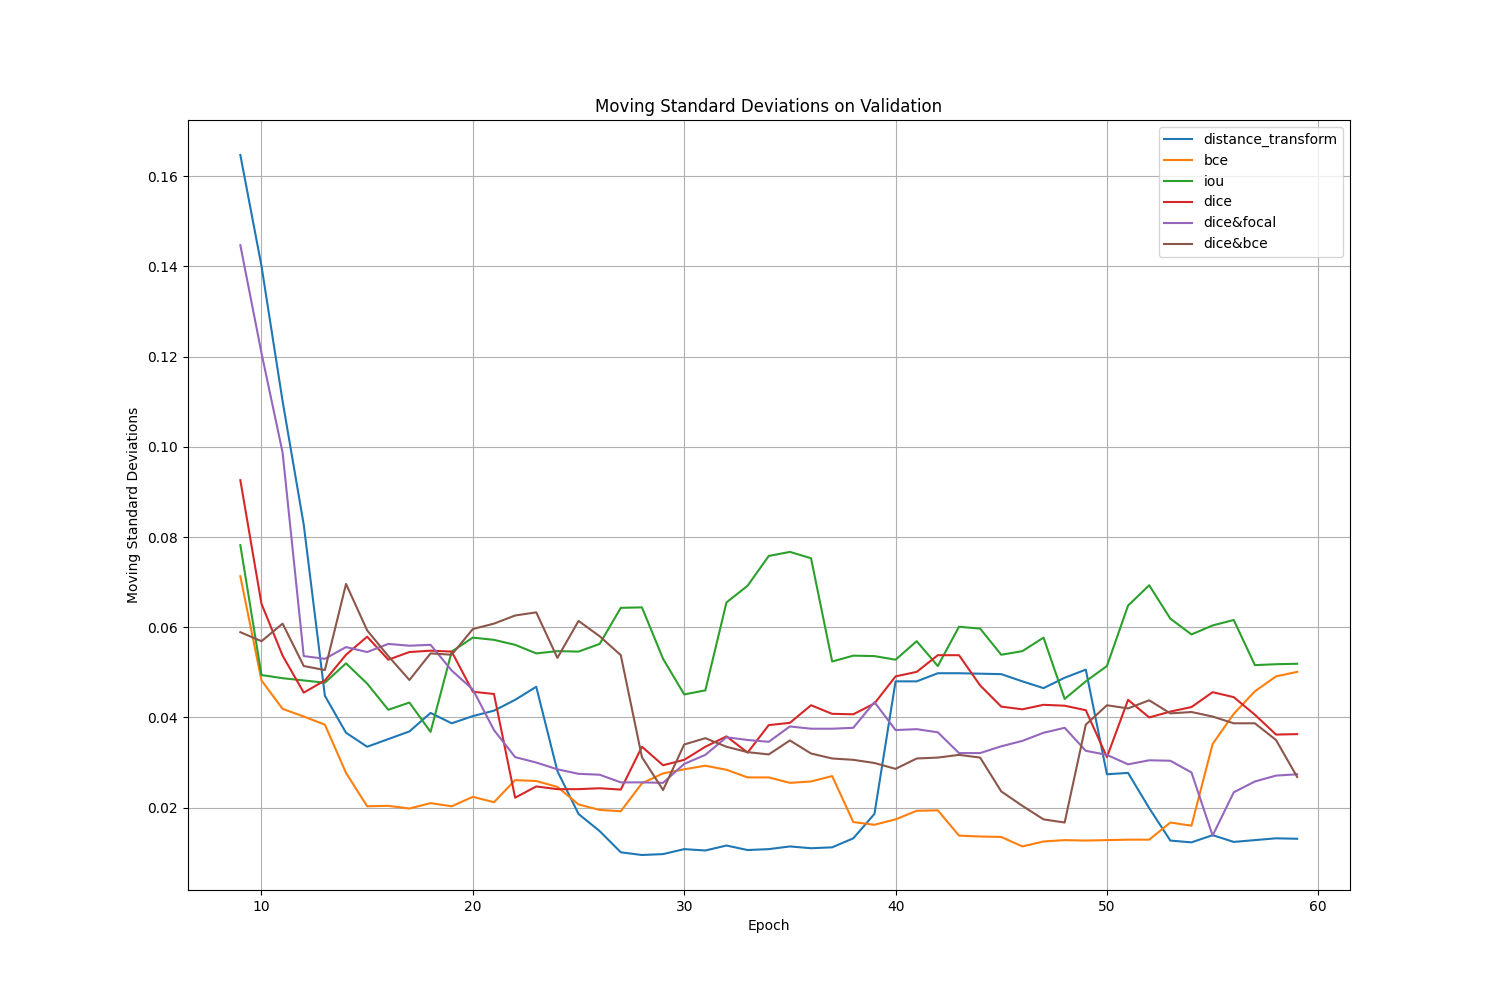 Moving Standard Deviations on Validation
distance_transform
bce
iou
dice
dice&focal
dice&bce
Moving Standard Deviations
0.16
0.14
0.12
0.10
0.08
0.06
0.04
0.02
10 20 30 40 50 60
Epoch